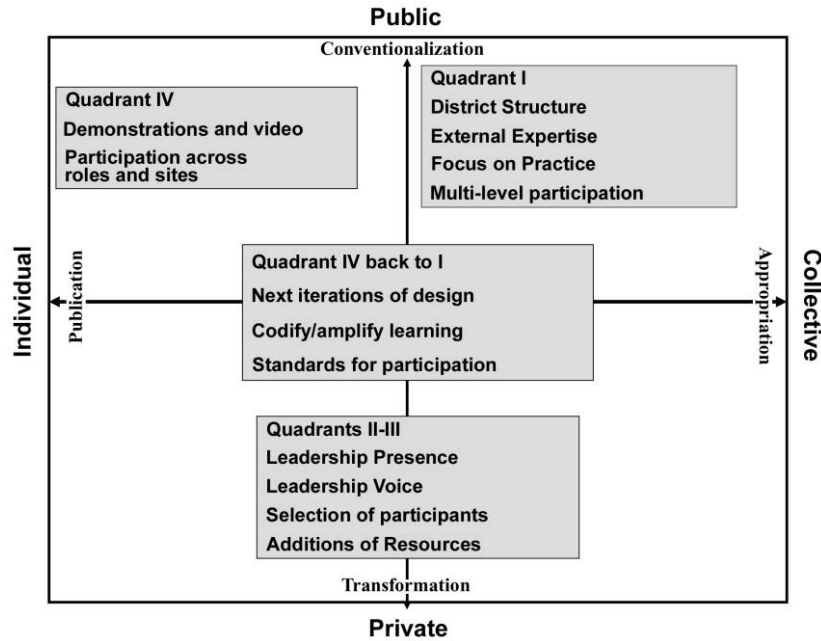 Public
Conventionalization
Quadrant IV
Demonstrations and video
Participation across
roles and sites
Quadrant I
District Structure
External Expertise
Focus on Practice
Multi-level participation
Individual
Publication
Quadrant IV back to I
Next iterations of design
Codify/amplify learning
Standards for participation
Appropriation
Collective
Quadrants II-III
Leadership Presence
Leadership Voice
Selection of participants
Additions of Resources
Transformation
Private